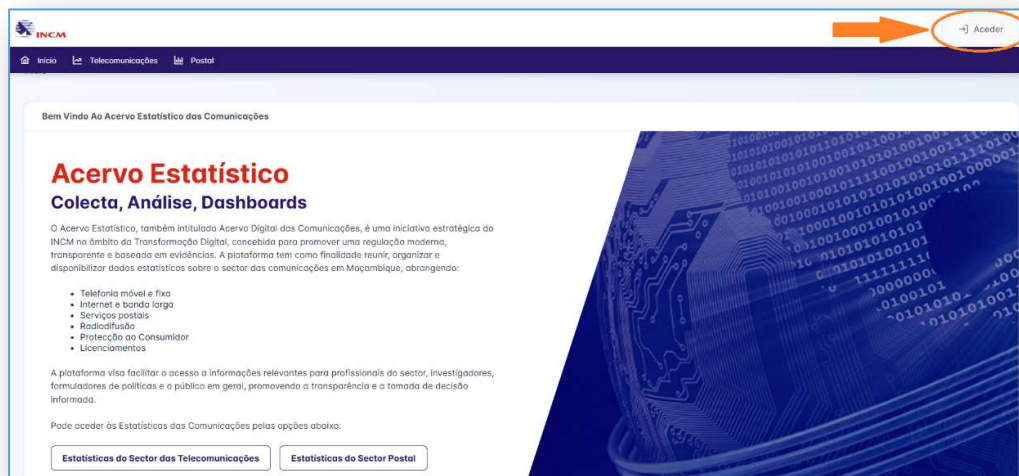 INCM
Aceder
Início
Telecomunicações
Postal
Bem Vindo Ao Acervo Estatístico das Comunicações
Acervo Estatístico
Colecta, Análise, Dashboards
O Acervo Estatístico, também intitulado Acervo Digital das Comunicações, é uma iniciativa estratégica do
INCM no âmbito da Transformação Digital, concebida para promover uma regulação moderna,
transparente e baseada em evidências. A plataforma tem como finalidade reunir, organizar e
disponibilizar dados estatísticos sobre o sector das comunicações em Moçambique, abrangendo:
Telefonia móvel e fixa
Internet e banda larga
Serviços postais
Radiodifusão
Protecção ao Consumidor
Licenciamentos
A plataforma visa facilitar o acesso a informações relevantes para profissionais do sector, investigadores,
formuladores de políticas e o público em geral, promovendo a transparência e a tomada de decisão
informada.
Pode aceder às Estatísticas das Comunicações pelas opções abaixo:
Estatísticas do Sector das Telecomunicações
Estatísticas do Sector Postal